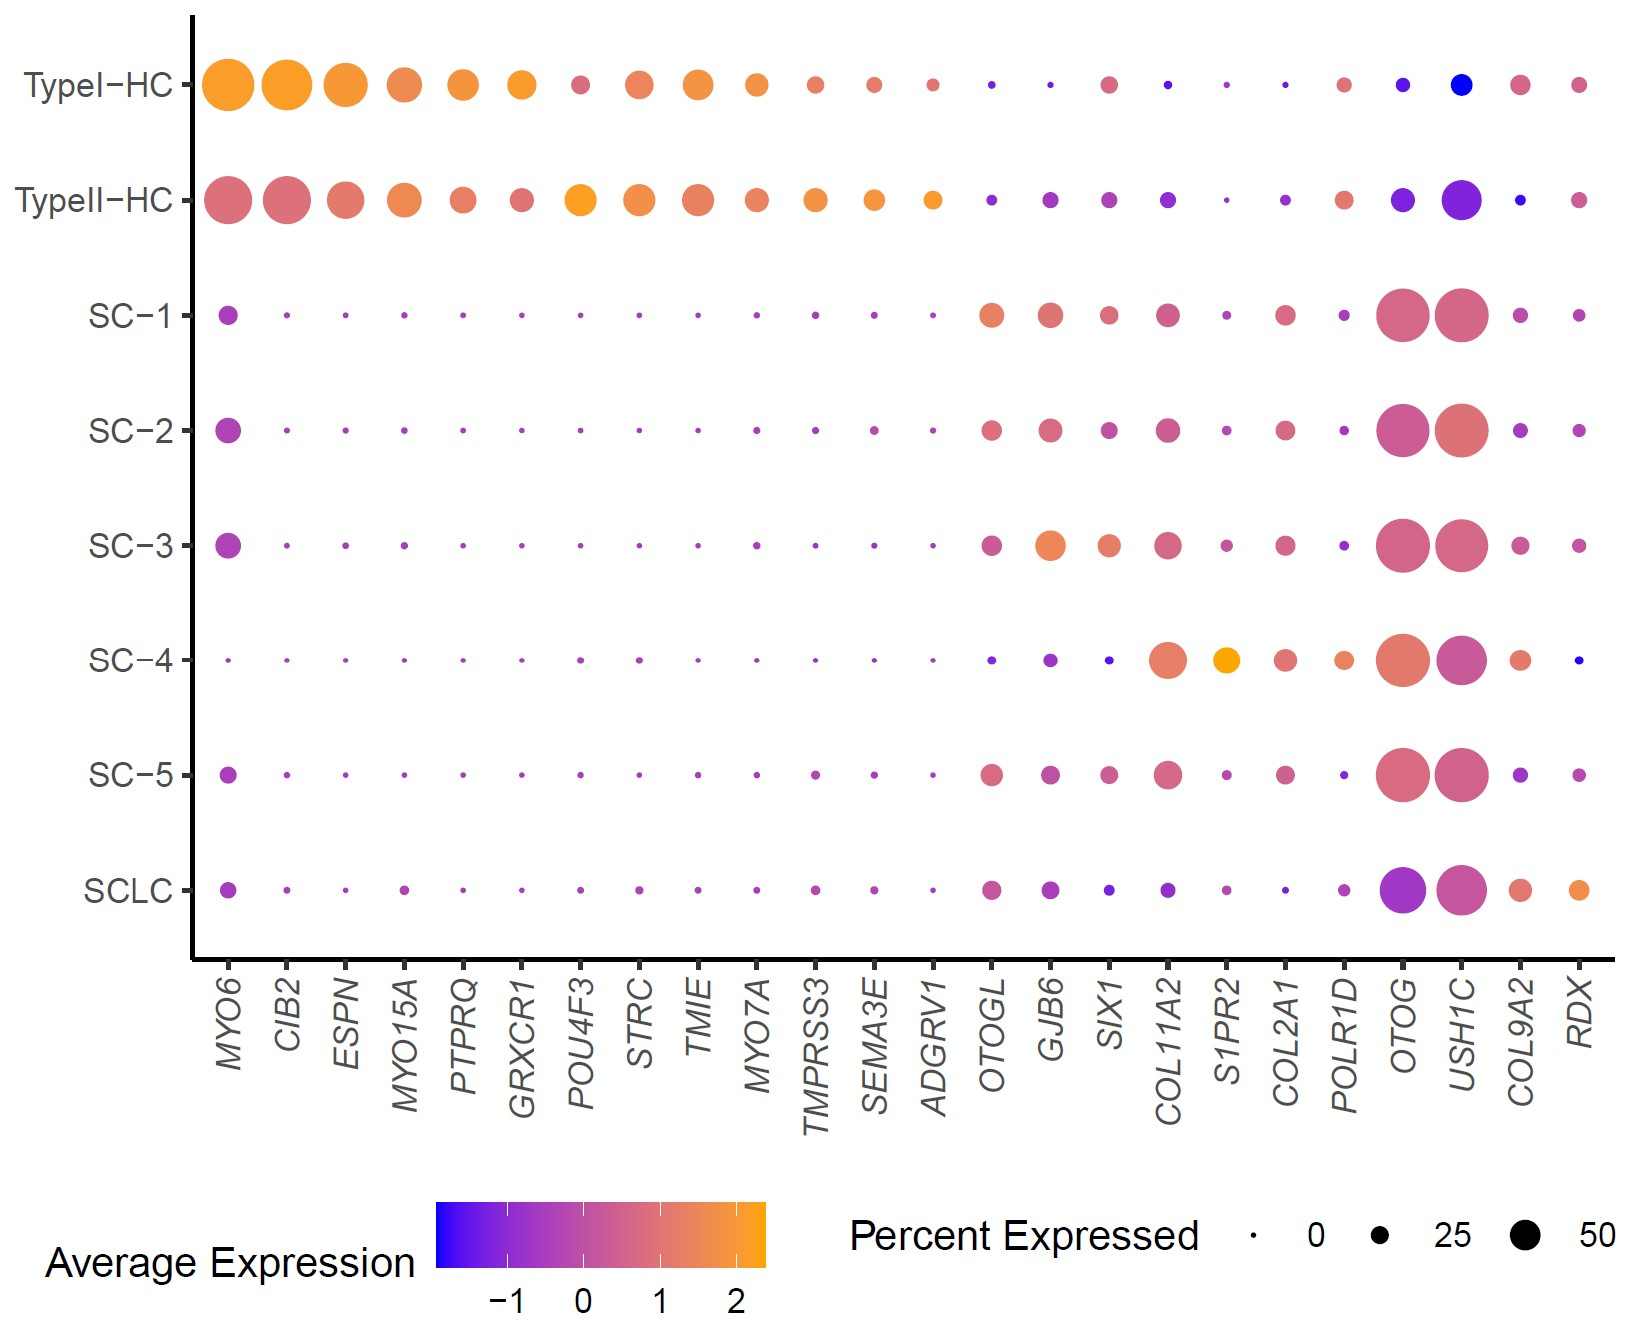 TypeI−HC
TypeII−HC
SC−1
SC−2
SC−3
SC−4
SC−5
SCLC
MYO6
CIB2
ESPN
MYO15A
PTPRQ
GRXCR1
POU4F3
STRC
TMIE
MYO7A
TMPRSS3
SEMA3E
ADGRV1
OTOGL
GJB6
SIX1
COL11A2
S1PR2
COL2A1
POLR1D
OTOG
USH1C
COL9A2
RDX
Average Expression
−1 0 1 2
Percent Expressed 0 25 50